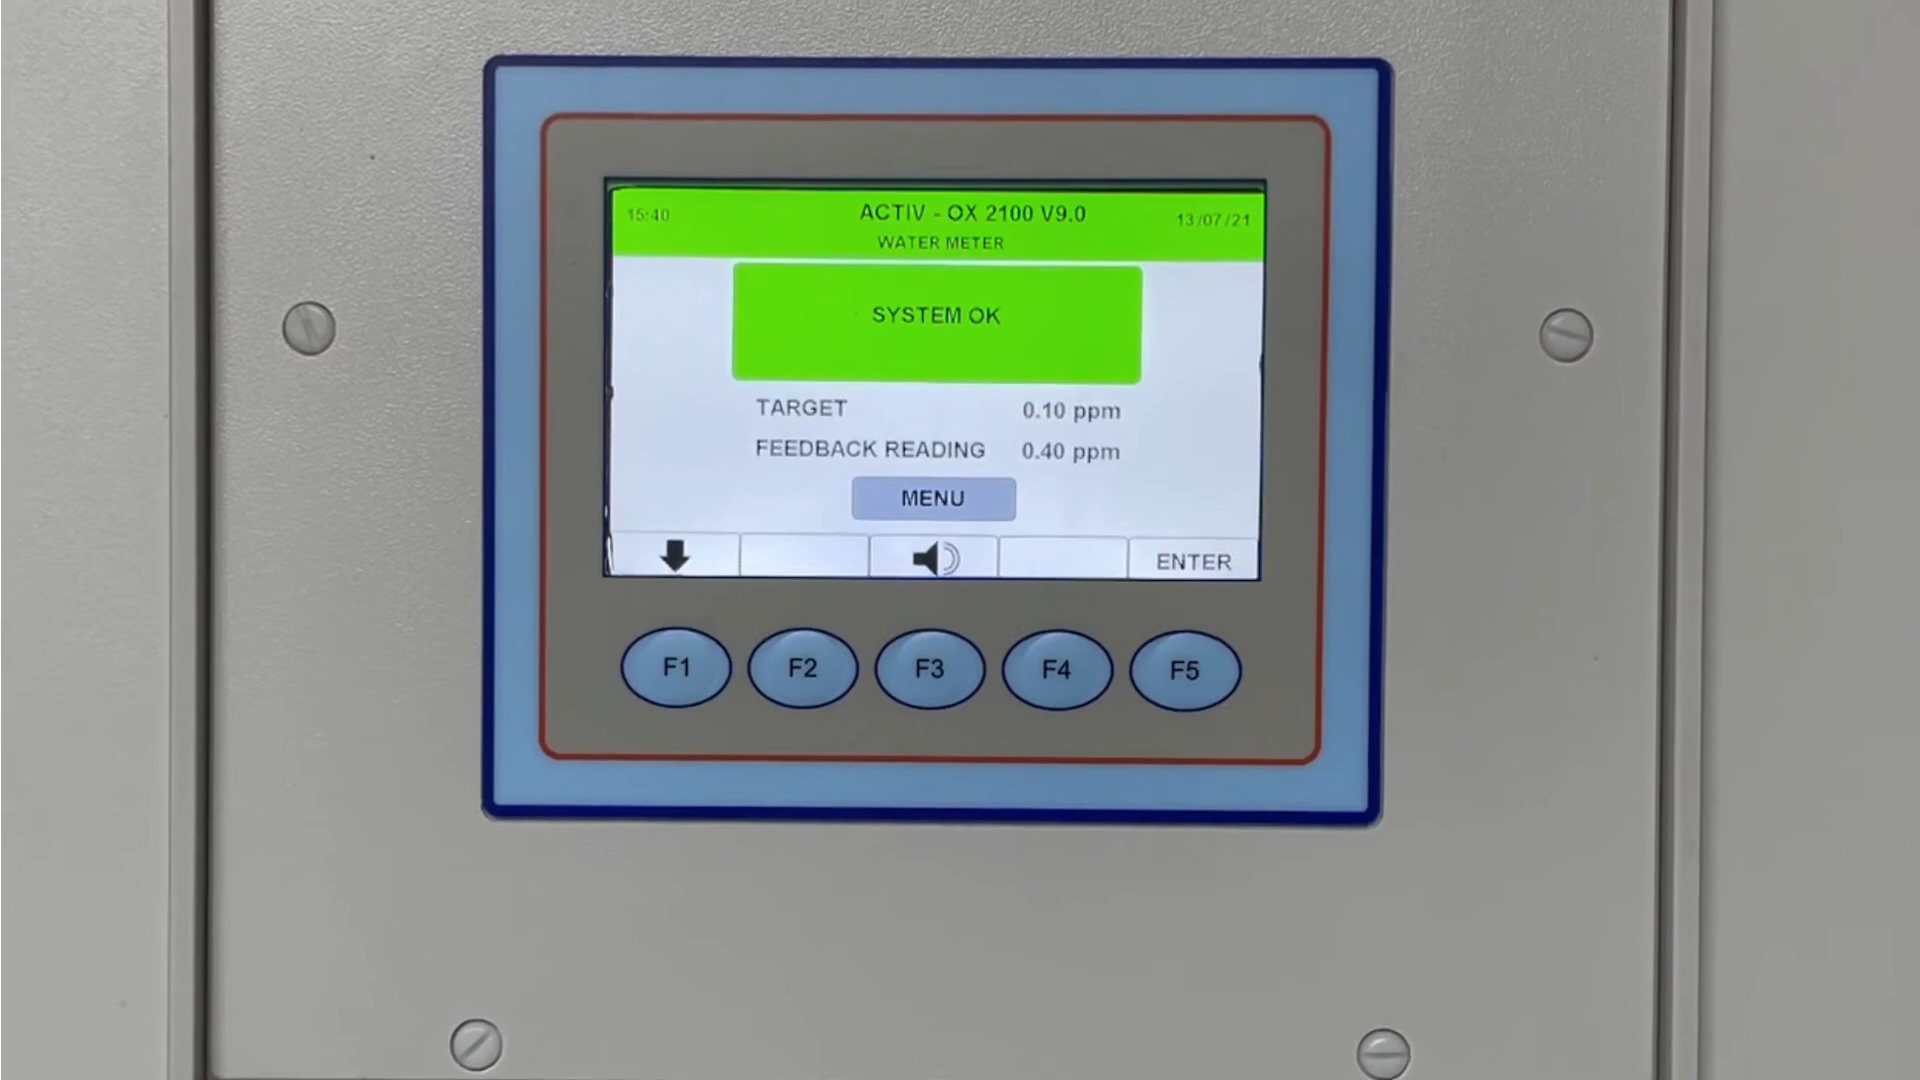 15:40 ACTIV - OX 2100 V9.0 13/07/21
WATER METER
SYSTEM OK
TARGET 0.10 ppm
FEEDBACK READING 0.40 ppm
MENU
ENTER
F1 F2 F3 F4 F5